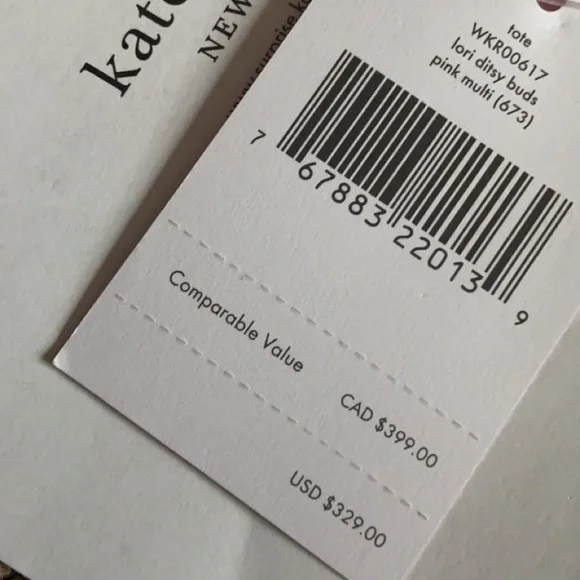 kate
NEW
tote
WKR00617
lori ditsy buds
pink multi (673)
7 67883 22013 9
Comparable Value
CAD $399.00
USD $329.00